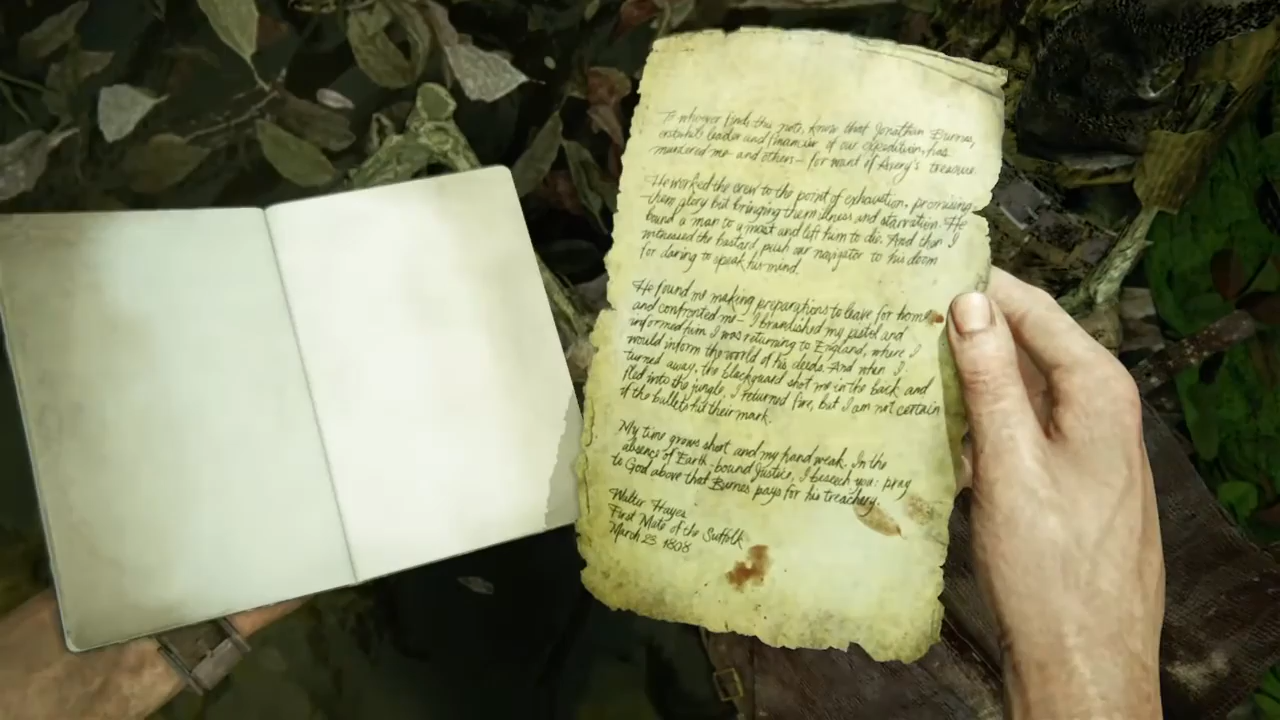 To whoever finds this note, know that Jonathan Burnes,
erstwhile leader and financier of our expedition, has
murdered me and others – for want of Avery's treasure.
He worked the crew to the point of exhaustion, promising
them glory but bringing them illness and starvation. He
bound a man to a mast and left him to die. And then I
witnessed the bastard push our navigator to his doom
for daring to speak his mind.
He found me making preparations to leave for home
and confronted me – I brandished my pistol and
informed him I was returning to England, where I
would inform the world of his deeds. And when I
turned away, the blackguard shot me in the back and
fled into the jungle. I returned fire, but I am not certain
if the bullets hit their mark.
My time grows short and my hand weak. In the
absence of Earth-bound Justice, I beseech you: pray
to God above that Burnes pays for his treachery.
Walter Hayes
First Mate of the Suffolk
March 23 1808